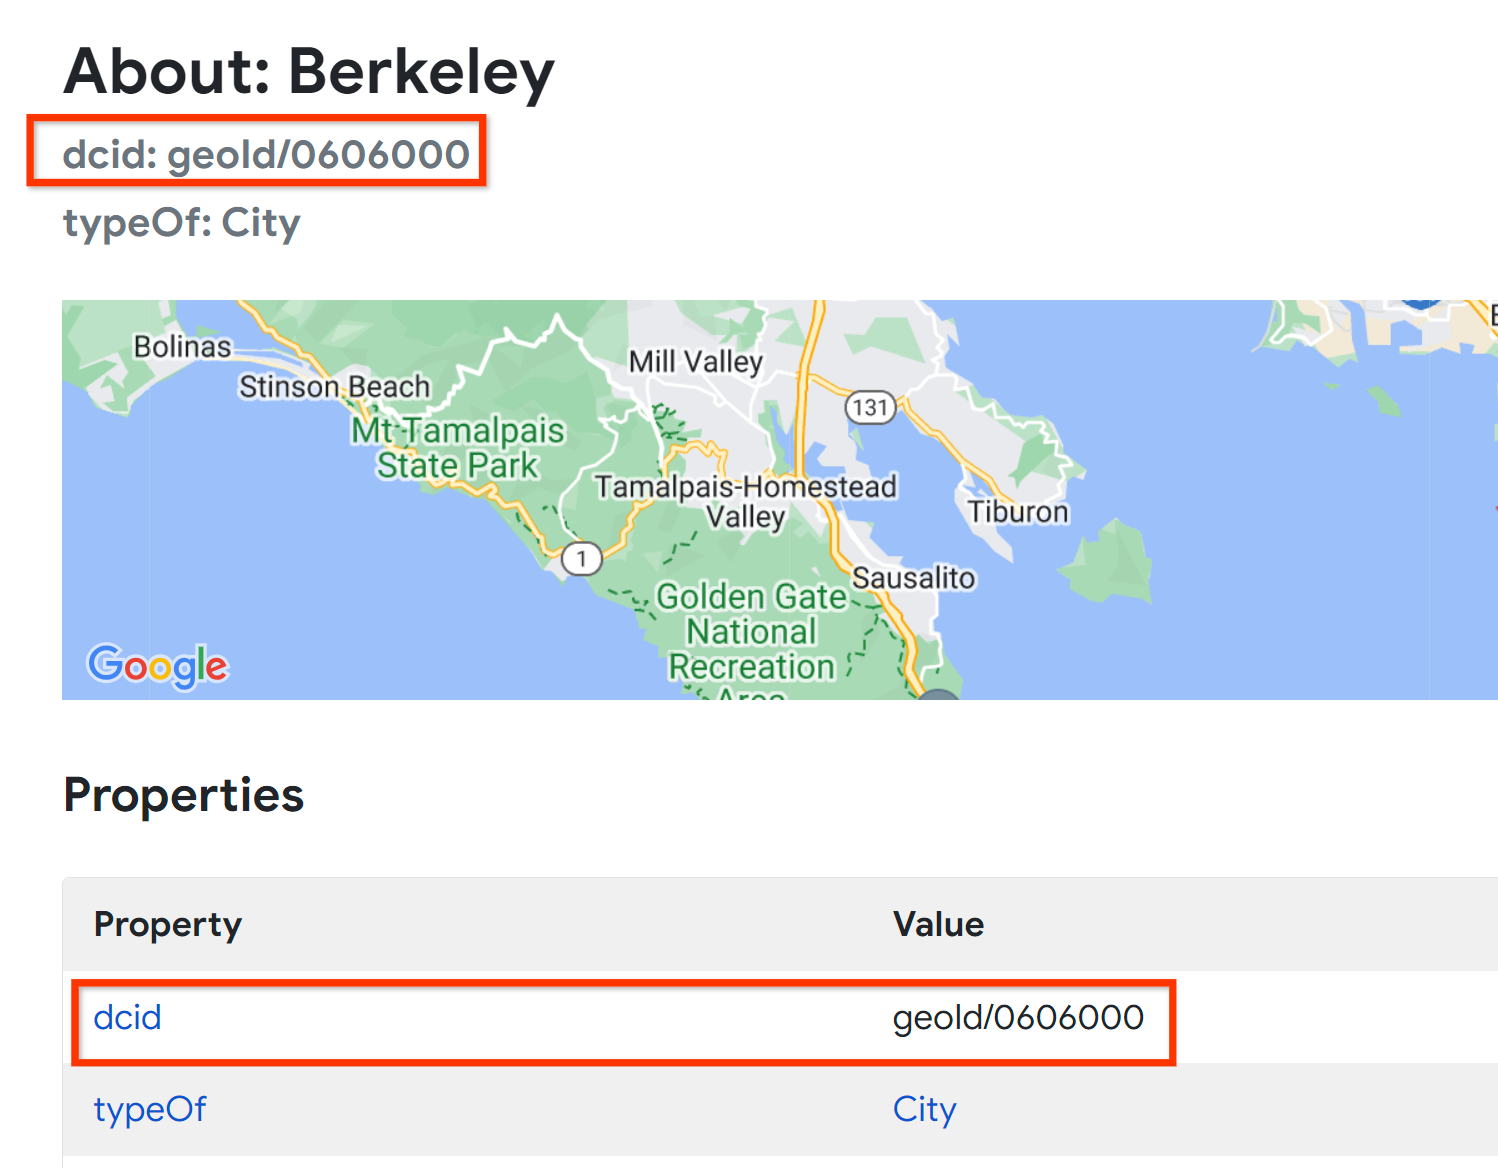 About: Berkeley
dcid: geoId/0606000
typeOf: City
Bolinas
Stinson Beach
Mill Valley
131
Mt Tamalpais
State Park
Tamalpais-Homestead
Valley
Tiburon
1
Sausalito
Golden Gate
National
Recreation
Area
Google
Properties
Property Value
dcid geoId/0606000
typeOf City